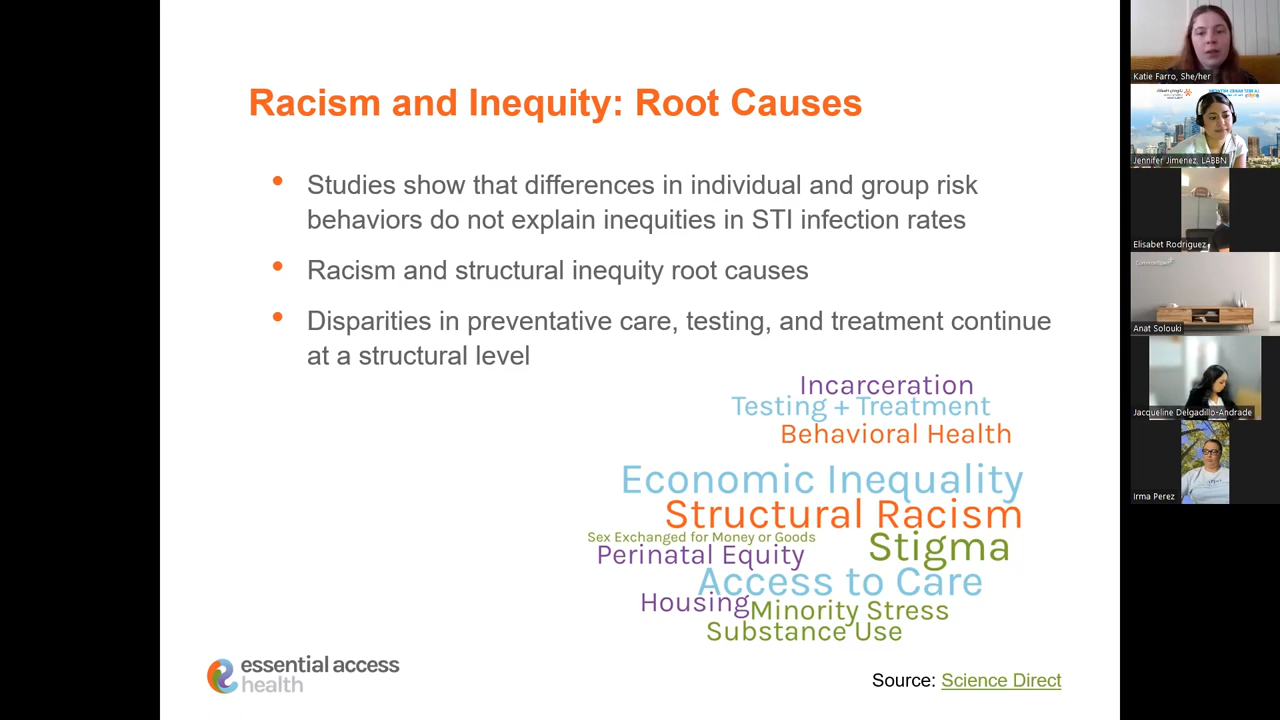 Racism and Inequity: Root Causes
• Studies show that differences in individual and group risk
behaviors do not explain inequities in STI infection rates
• Racism and structural inequity root causes
• Disparities in preventative care, testing, and treatment continue
at a structural level
Incarceration
Testing + Treatment
Behavioral Health
Economic Inequality
Structural Racism
Sex Exchanged for Money or Goods
Stigma
Perinatal Equity
Access to Care
Housing
Minority Stress
Substance Use
essential access
health
Source: Science Direct
Katie Farro, She/her
Jennifer Jimenez, LABBN
Elisabet Rodriguez
Anat Solouki
Jacqueline Delgadillo-Andrade
Irma Perez